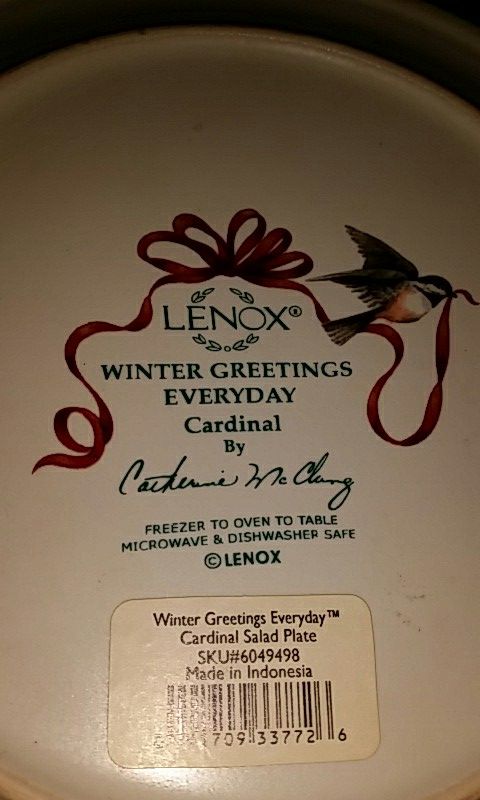 LENOX®
WINTER GREETINGS
EVERYDAY
Cardinal
By
Catherine McClung
FREEZER TO OVEN TO TABLE
MICROWAVE & DISHWASHER SAFE
© LENOX
Winter Greetings Everyday™
Cardinal Salad Plate
SKU#6049498
Made in Indonesia
709 33772 6